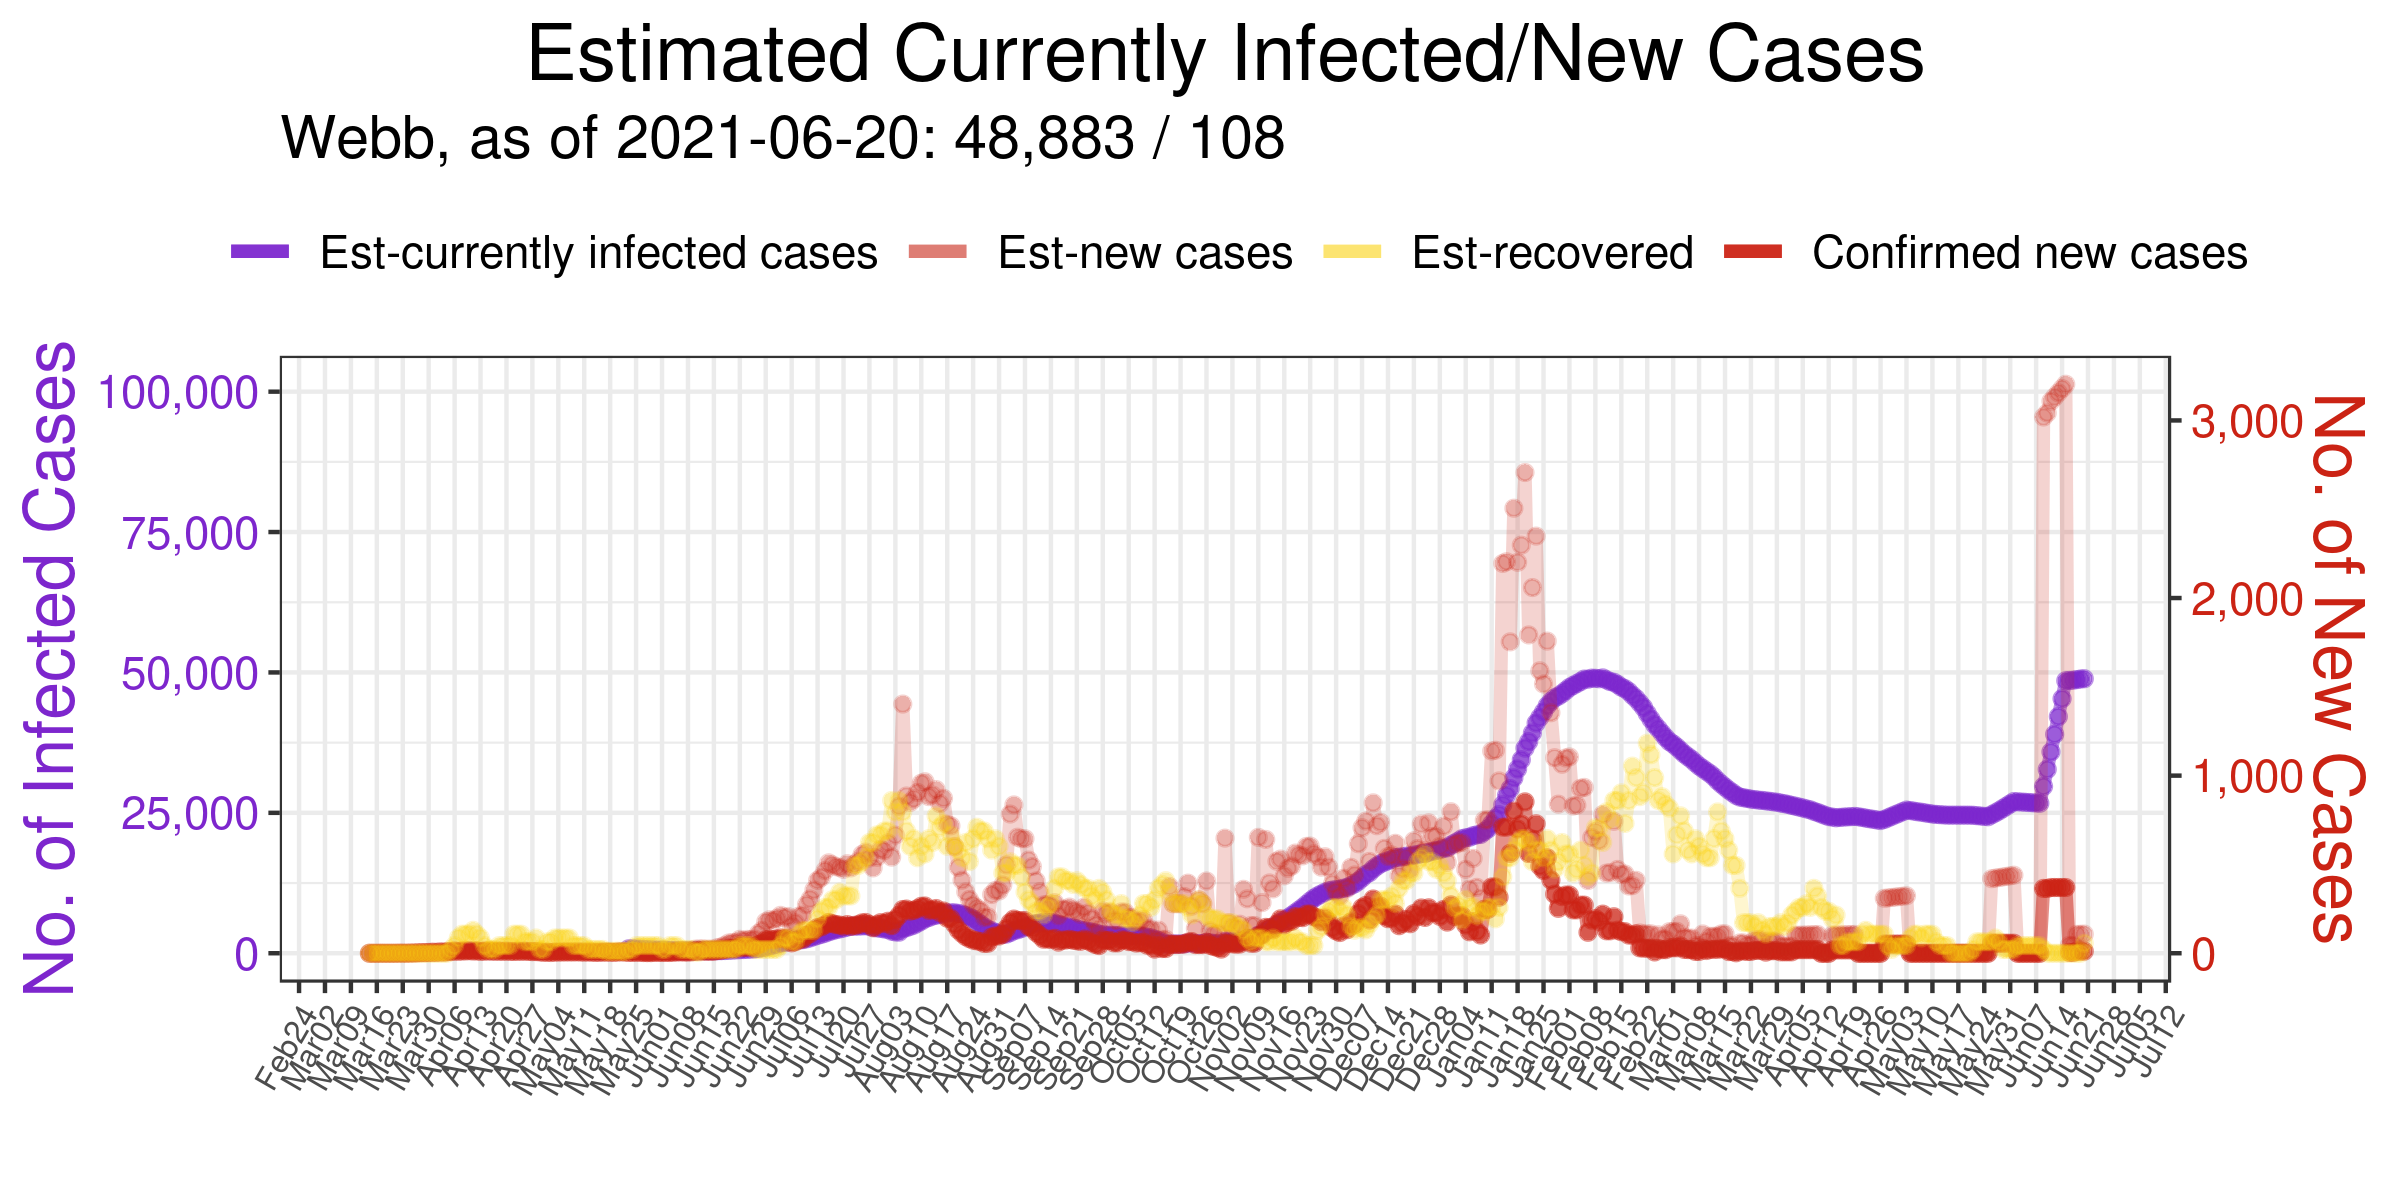 Estimated Currently Infected/New Cases
Webb, as of 2021-06-20: 48,883 / 108
Est-currently infected cases Est-new cases Est-recovered Confirmed new cases
No. of Infected Cases
100,000
75,000
50,000
25,000
0
3,000
2,000
1,000
0
No. of New Cases
Feb24 Mar02 Mar09 Mar16 Mar23 Mar30 Apr06 Apr13 Apr20 Apr27 May04 May11 May18 May25 Jun01 Jun08 Jun15 Jun22 Jun29 Jul06 Jul13 Jul20 Jul27 Aug03 Aug10 Aug17 Aug24 Aug31 Sep07 Sep14 Sep21 Sep28 Oct05 Oct12 Oct19 Oct26 Nov02 Nov09 Nov16 Nov23 Nov30 Dec07 Dec14 Dec21 Dec28 Jan04 Jan11 Jan18 Jan25 Feb01 Feb08 Feb15 Feb22 Mar01 Mar08 Mar15 Mar22 Mar29 Apr05 Apr12 Apr19 Apr26 May03 May10 May17 May24 May31 Jun07 Jun14 Jun21 Jun28 Jul05 Jul12